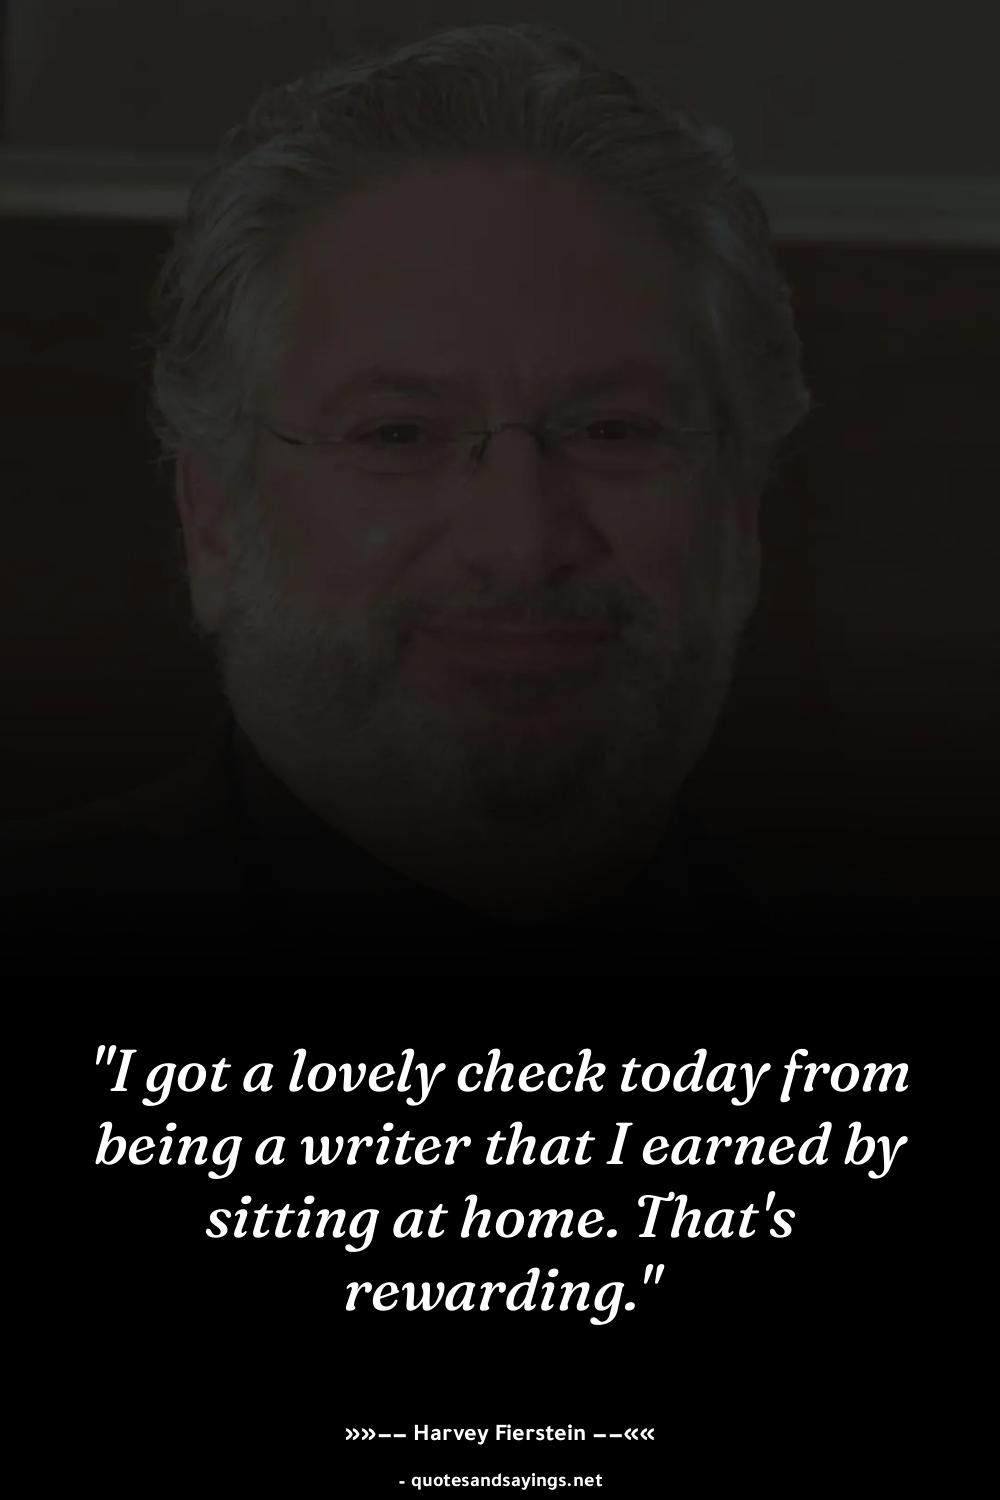 "I got a lovely check today from
being a writer that I earned by
sitting at home. That's
rewarding."
»»–– Harvey Fierstein ––««
- quotesandsayings.net